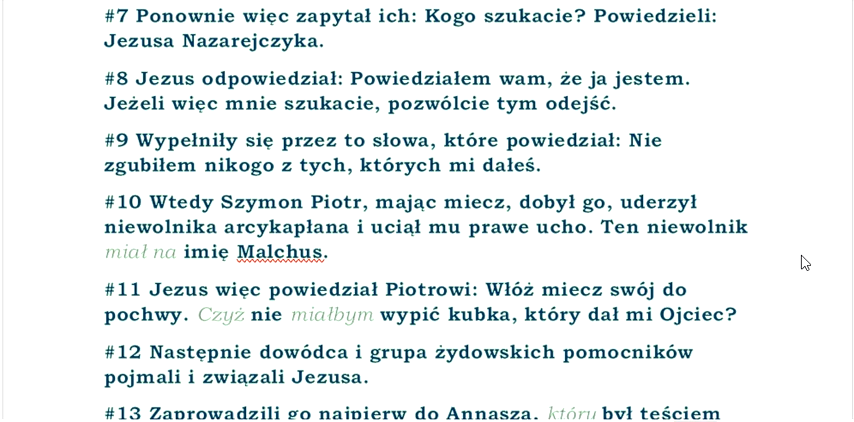 #7 Ponownie więc zapytał ich: Kogo szukacie? Powiedzieli:
Jezusa Nazarejczyka.
#8 Jezus odpowiedział: Powiedziałem wam, że ja jestem.
Jeżeli więc mnie szukacie, pozwólcie tym odejść.
#9 Wypełniły się przez to słowa, które powiedział: Nie
zgubiłem nikogo z tych, których mi dałeś.
#10 Wtedy Szymon Piotr, mając miecz, dobył go, uderzył
niewolnika arcykapłana i uciął mu prawe ucho. Ten niewolnik
miał na imię Malchus.
#11 Jezus więc powiedział Piotrowi: Włóż miecz swój do
pochwy. Czyż nie miałbym wypić kubka, który dał mi Ojciec?
#12 Następnie dowódca i grupa żydowskich pomocników
pojmali i związali Jezusa.
#13 Zaprowadzili go najpierw do Annasza, który był teściem